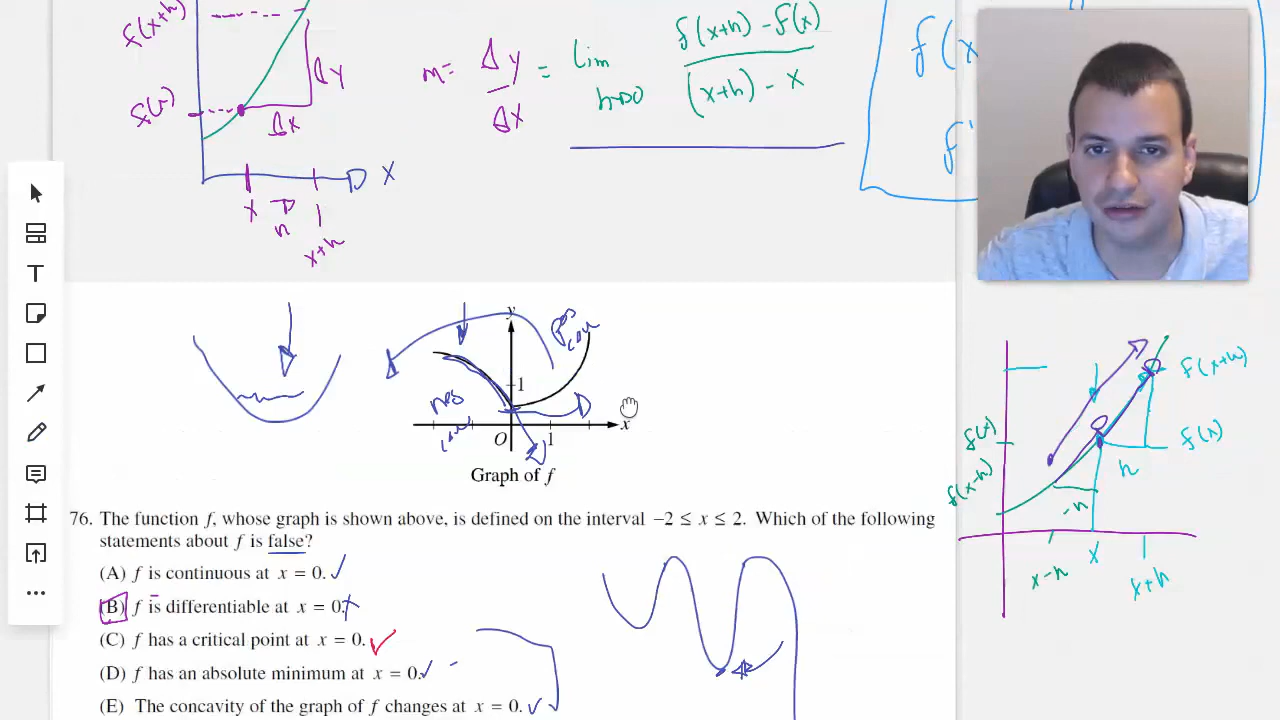 f(x+h)
f(x)
Δy
Δx
x
h
x+h
X
m = Δy / Δx = lim h→0 f(x+h) - f(x) / (x+h) - x
f(x
f'
y
1
O
1
x
neg
pos
Graph of f
76. The function f, whose graph is shown above, is defined on the interval −2 ≤ x ≤ 2. Which of the following
statements about f is false?
(A) f is continuous at x = 0.
(B) f is differentiable at x = 0.
(C) f has a critical point at x = 0.
(D) f has an absolute minimum at x = 0.
(E) The concavity of the graph of f changes at x = 0.
f(x+h)
f(x)
f(x)
f(x-h)
h
-h
x-h
x
x+h
T